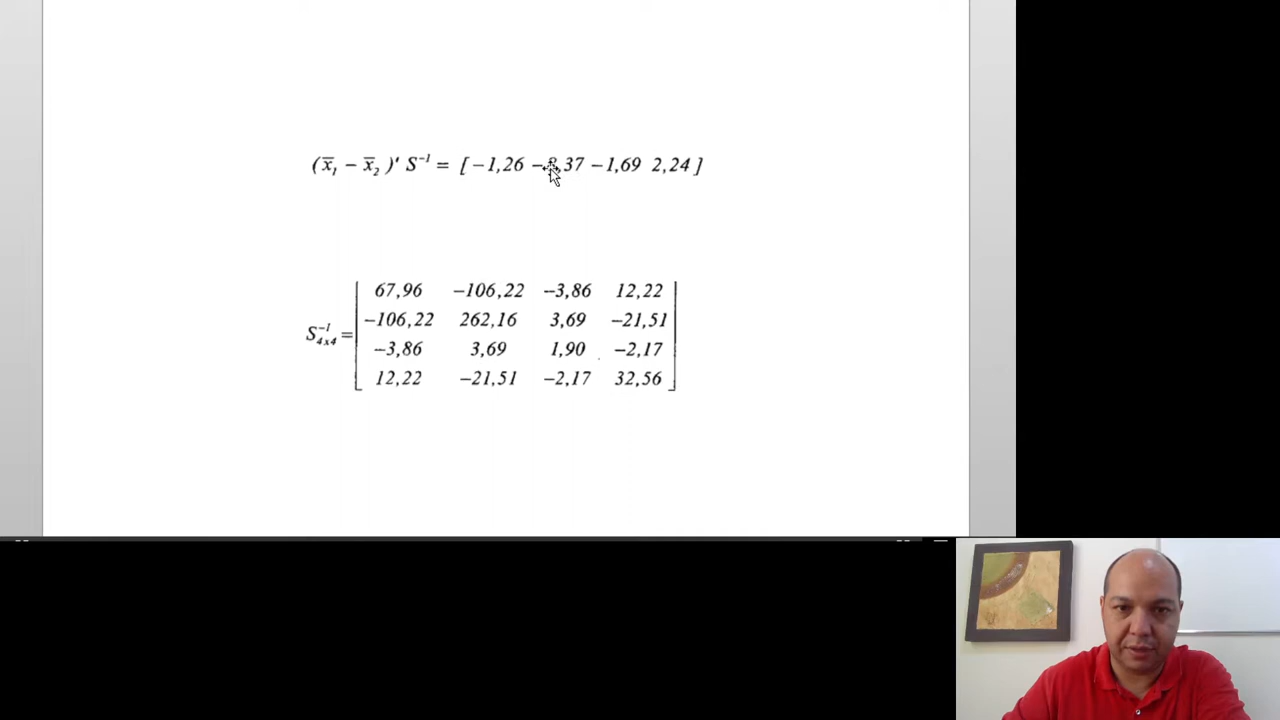 (x̄₁ − x̄₂ )' S⁻¹ = [ −1,26 −,37 −1,69 2,24 ]
67,96 −106,22 −3,86 12,22
−106,22 262,16 3,69 −21,51
S⁻¹₄ₓ₄ =
−3,86 3,69 1,90 −2,17
12,22 −21,51 −2,17 32,56